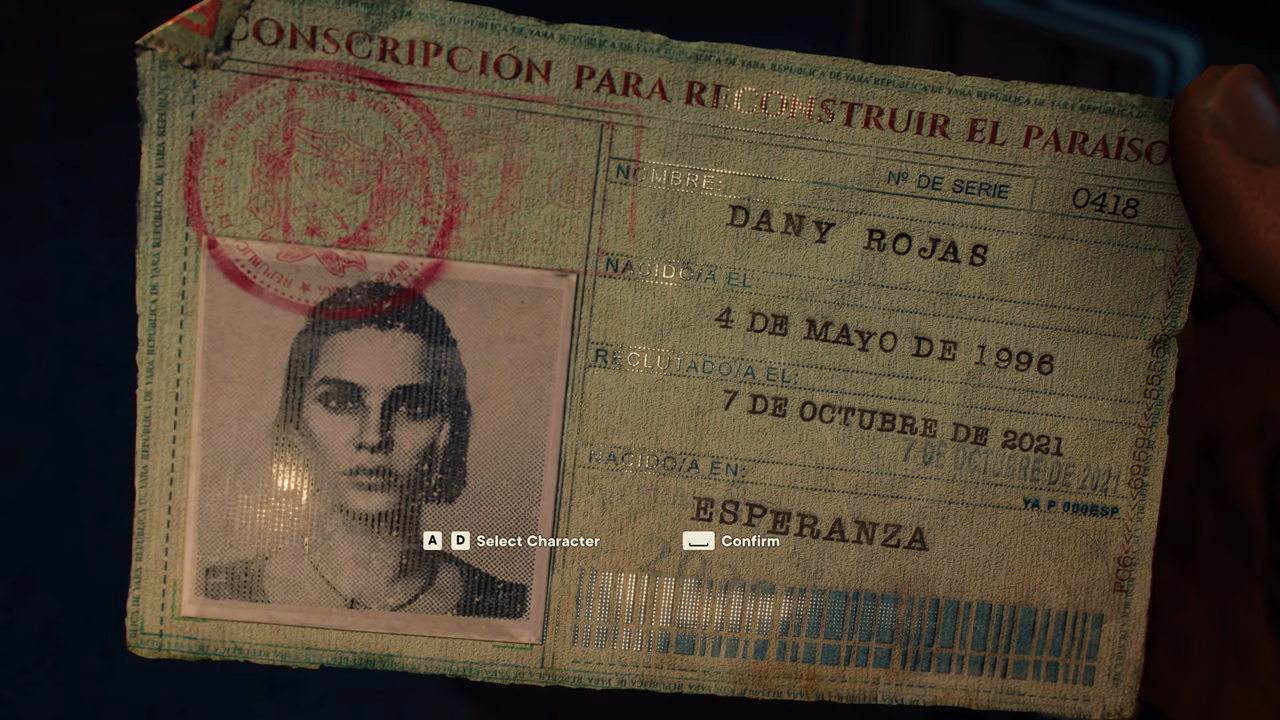 CONSCRIPCIÓN PARA RECONSTRUIR EL PARAÍSO
NOMBRE:
Nº DE SERIE
0418
DANY ROJAS
NACIDO/A EL
4 DE MAYO DE 1996
RECLUTADO/A EL:
7 DE OCTUBRE DE 2021
7 DE OCTUBRE DE 2021
NACIDO/A EN:
YA P 000ESP
ESPERANZA
A D Select Character
Confirm